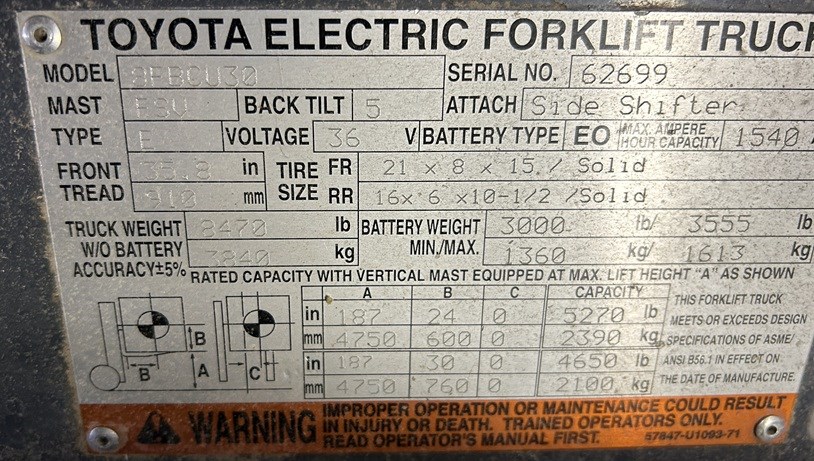 TOYOTA ELECTRIC FORKLIFT TRUCK
MODEL 8FBCU30 SERIAL NO. 62699
MAST FSV BACK TILT 5 ATTACH Side Shifter
TYPE E VOLTAGE 36 V BATTERY TYPE EO MAX. AMPERE HOUR CAPACITY 1540
FRONT TREAD 35.8 in TIRE SIZE FR 21 x 8 x 15 / Solid
910 mm RR 16x 6 x10-1/2 /Solid
TRUCK WEIGHT W/O BATTERY ACCURACY±5% 8470 lb BATTERY WEIGHT MIN./MAX. 3000 lb/ 3555 lb
3840 kg 1360 kg/ 1613 kg
RATED CAPACITY WITH VERTICAL MAST EQUIPPED AT MAX. LIFT HEIGHT "A" AS SHOWN
A B C CAPACITY
in 187 24 0 5270 lb
mm 4750 600 0 2390 kg
in 187 30 0 4650 lb
mm 4750 760 0 2100 kg
B
B A C
THIS FORKLIFT TRUCK
MEETS OR EXCEEDS DESIGN
SPECIFICATIONS OF ASME/
ANSI B56.1 IN EFFECT ON
THE DATE OF MANUFACTURE.
WARNING
IMPROPER OPERATION OR MAINTENANCE COULD RESULT
IN INJURY OR DEATH. TRAINED OPERATORS ONLY.
READ OPERATOR'S MANUAL FIRST. 57847-U1093-71